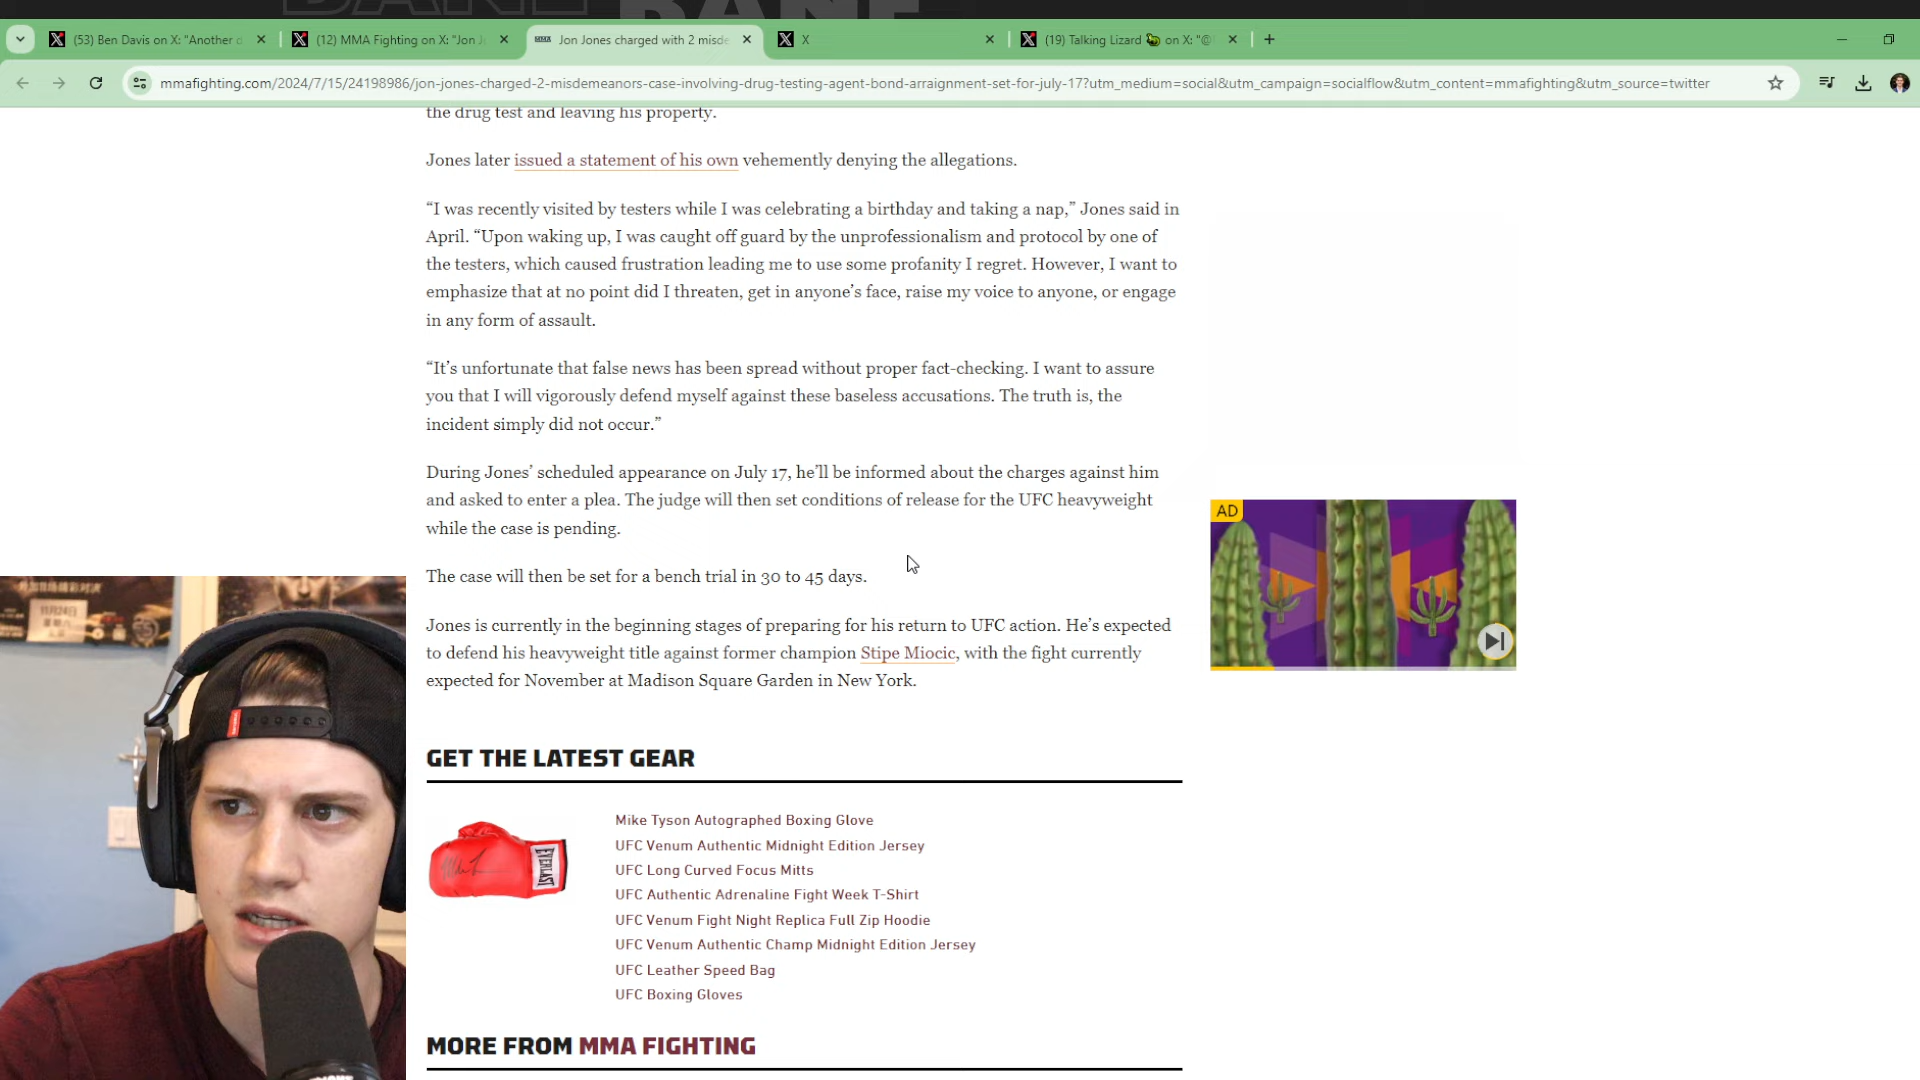 (53) Ben Davis on X: "Another o
(12) MMA Fighting on X: "Jon J
Jon Jones charged with 2 misde
X
(19) Talking Lizard 🦎 on X: "@
mmafighting.com/2024/7/15/24198986/jon-jones-charged-2-misdemeanors-case-involving-drug-testing-agent-bond-arraignment-set-for-july-17?utm_medium=social&utm_campaign=socialflow&utm_content=mmafighting&utm_source=twitter
the drug test and leaving his property.
Jones later issued a statement of his own vehemently denying the allegations.
“I was recently visited by testers while I was celebrating a birthday and taking a nap,” Jones said in
April. “Upon waking up, I was caught off guard by the unprofessionalism and protocol by one of
the testers, which caused frustration leading me to use some profanity I regret. However, I want to
emphasize that at no point did I threaten, get in anyone’s face, raise my voice to anyone, or engage
in any form of assault.
“It’s unfortunate that false news has been spread without proper fact-checking. I want to assure
you that I will vigorously defend myself against these baseless accusations. The truth is, the
incident simply did not occur.”
During Jones’ scheduled appearance on July 17, he’ll be informed about the charges against him
and asked to enter a plea. The judge will then set conditions of release for the UFC heavyweight
while the case is pending.
AD
The case will then be set for a bench trial in 30 to 45 days.
Jones is currently in the beginning stages of preparing for his return to UFC action. He’s expected
to defend his heavyweight title against former champion Stipe Miocic, with the fight currently
expected for November at Madison Square Garden in New York.
GET THE LATEST GEAR
EVERLAST
Mike Tyson Autographed Boxing Glove
UFC Venum Authentic Midnight Edition Jersey
UFC Long Curved Focus Mitts
UFC Authentic Adrenaline Fight Week T-Shirt
UFC Venum Fight Night Replica Full Zip Hoodie
UFC Venum Authentic Champ Midnight Edition Jersey
UFC Leather Speed Bag
UFC Boxing Gloves
MORE FROM MMA FIGHTING